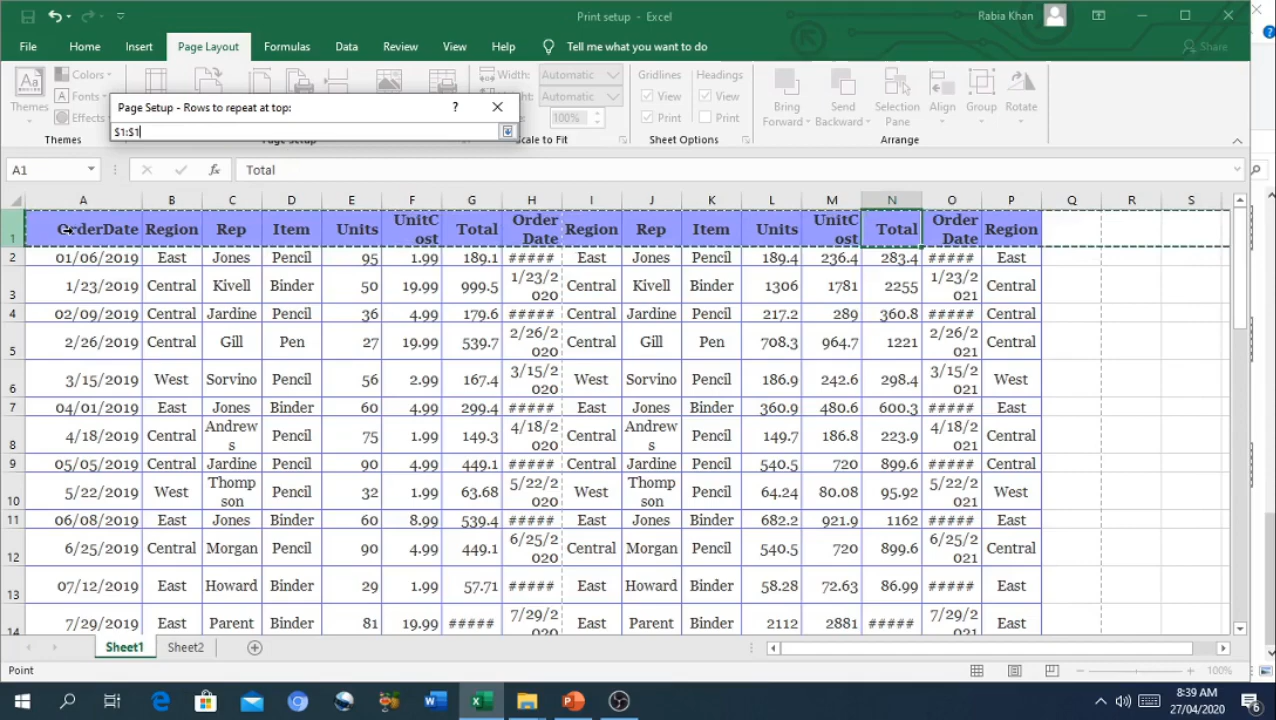 Print setup - Excel
Rabia Khan
File Home Insert Page Layout Formulas Data Review View Help Tell me what you want to do Share
Themes
Colors
Fonts
Effects
Width: Automatic
Automatic
100%
Scale to Fit
Gridlines
View
Print
Headings
View
Print
Sheet Options
Bring Forward
Send Backward
Selection Pane
Align
Group
Rotate
Arrange
Themes
Page Setup - Rows to repeat at top: ?
$1:$1
A1 fx Total
A B C D E F G H I J K L M N O P Q R S
1 OrderDate Region Rep Item Units UnitCost Total Order Date Region Rep Item Units UnitCost Total Order Date Region
2 01/06/2019 East Jones Pencil 95 1.99 189.1 ##### East Jones Pencil 189.4 236.4 283.4 ##### East
3 1/23/2019 Central Kivell Binder 50 19.99 999.5 1/23/2020 Central Kivell Binder 1306 1781 2255 1/23/2021 Central
4 02/09/2019 Central Jardine Pencil 36 4.99 179.6 ##### Central Jardine Pencil 217.2 289 360.8 ##### Central
5 2/26/2019 Central Gill Pen 27 19.99 539.7 2/26/2020 Central Gill Pen 708.3 964.7 1221 2/26/2021 Central
6 3/15/2019 West Sorvino Pencil 56 2.99 167.4 3/15/2020 West Sorvino Pencil 186.9 242.6 298.4 3/15/2021 West
7 04/01/2019 East Jones Binder 60 4.99 299.4 ##### East Jones Binder 360.9 480.6 600.3 ##### East
8 4/18/2019 Central Andrews Pencil 75 1.99 149.3 4/18/2020 Central Andrews Pencil 149.7 186.8 223.9 4/18/2021 Central
9 05/05/2019 Central Jardine Pencil 90 4.99 449.1 ##### Central Jardine Pencil 540.5 720 899.6 ##### Central
10 5/22/2019 West Thompson Pencil 32 1.99 63.68 5/22/2020 West Thompson Pencil 64.24 80.08 95.92 5/22/2021 West
11 06/08/2019 East Jones Binder 60 8.99 539.4 ##### East Jones Binder 682.2 921.9 1162 ##### East
12 6/25/2019 Central Morgan Pencil 90 4.99 449.1 6/25/2020 Central Morgan Pencil 540.5 720 899.6 6/25/2021 Central
13 07/12/2019 East Howard Binder 29 1.99 57.71 ##### East Howard Binder 58.28 72.63 86.99 ##### East
14 7/29/2019 East Parent Binder 81 19.99 ##### 7/29/2020 East Parent Binder 2112 2881 ##### 7/29/2021 East
Sheet1 Sheet2
Point 100%
8:39 AM
27/04/2020
6